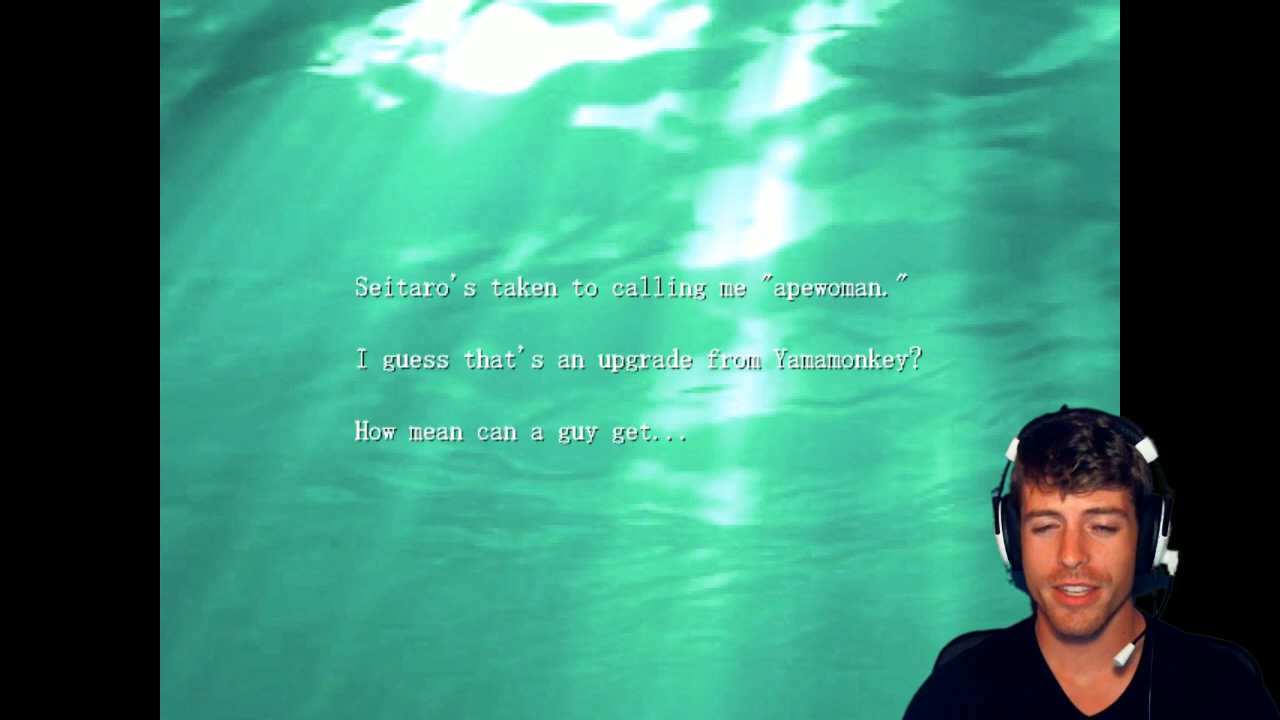 Seitaro's taken to calling me "apewoman."
I guess that's an upgrade from Yamamonkey?
How mean can a guy get...